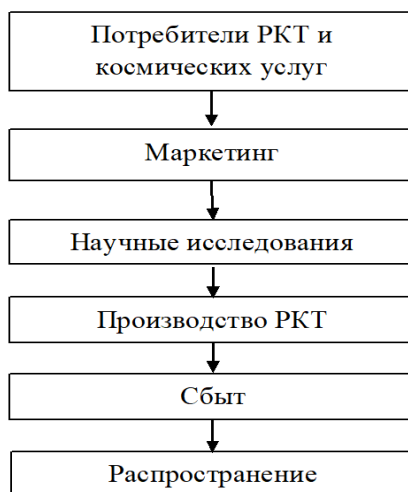 Потребители РКТ и
космических услуг
Маркетинг
Научные исследования
Производство РКТ
Сбыт
Распространение